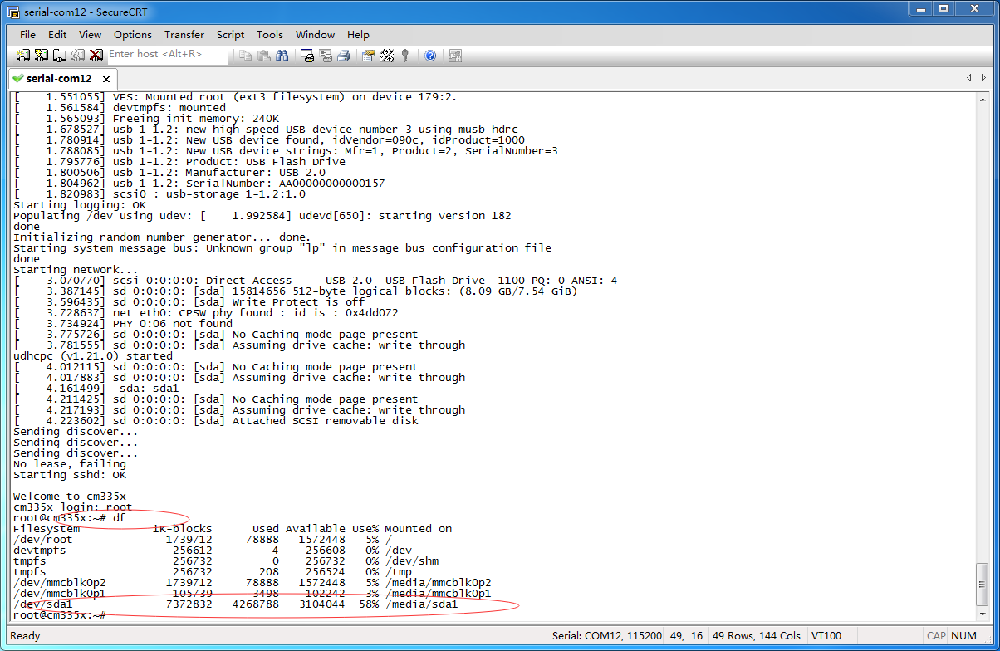 serial-com12 - SecureCRT
File Edit View Options Transfer Script Tools Window Help
Enter host <Alt+R>
serial-com12
[    1.551055] VFS: Mounted root (ext3 filesystem) on device 179:2.
[    1.561584] devtmpfs: mounted
[    1.565093] Freeing init memory: 240K
[    1.678527] usb 1-1.2: new high-speed USB device number 3 using musb-hdrc
[    1.780914] usb 1-1.2: New USB device found, idVendor=090c, idProduct=1000
[    1.788085] usb 1-1.2: New USB device strings: Mfr=1, Product=2, SerialNumber=3
[    1.795776] usb 1-1.2: Product: USB Flash Drive
[    1.800506] usb 1-1.2: Manufacturer: USB 2.0
[    1.804962] usb 1-1.2: SerialNumber: AA00000000000157
[    1.820983] scsi0 : usb-storage 1-1.2:1.0
Starting logging: OK
Populating /dev using udev: [    1.992584] udevd[650]: starting version 182
done
Initializing random number generator... done.
Starting system message bus: Unknown group "lp" in message bus configuration file
done
Starting network...
[    3.070770] scsi 0:0:0:0: Direct-Access     USB 2.0  USB Flash Drive  1100 PQ: 0 ANSI: 4
[    3.387145] sd 0:0:0:0: [sda] 15814656 512-byte logical blocks: (8.09 GB/7.54 GiB)
[    3.596435] sd 0:0:0:0: [sda] Write Protect is off
[    3.728637] net eth0: CPSW phy found : id is : 0x4dd072
[    3.734924] PHY 0:06 not found
[    3.775726] sd 0:0:0:0: [sda] No Caching mode page present
[    3.781555] sd 0:0:0:0: [sda] Assuming drive cache: write through
udhcpc (v1.21.0) started
[    4.012115] sd 0:0:0:0: [sda] No Caching mode page present
[    4.017883] sd 0:0:0:0: [sda] Assuming drive cache: write through
[    4.161499]  sda: sda1
[    4.211425] sd 0:0:0:0: [sda] No Caching mode page present
[    4.217193] sd 0:0:0:0: [sda] Assuming drive cache: write through
[    4.223602] sd 0:0:0:0: [sda] Attached SCSI removable disk
Sending discover...
Sending discover...
Sending discover...
No lease, failing
Starting sshd: OK
Welcome to cm335x
cm335x login: root
root@cm335x:~# df
Filesystem           1K-blocks      Used Available Use% Mounted on
/dev/root              1739712     78888   1572448   5% /
devtmpfs                256612         4    256608   0% /dev
tmpfs                   256732         0    256732   0% /dev/shm
tmpfs                   256732       208    256524   0% /tmp
/dev/mmcblk0p2         1739712     78888   1572448   5% /media/mmcblk0p2
/dev/mmcblk0p1          105739      3498    102242   3% /media/mmcblk0p1
/dev/sda1              7372832   4268788   3104044  58% /media/sda1
root@cm335x:~#
Ready Serial: COM12, 115200 49, 16 49 Rows, 144 Cols VT100 CAP NUM